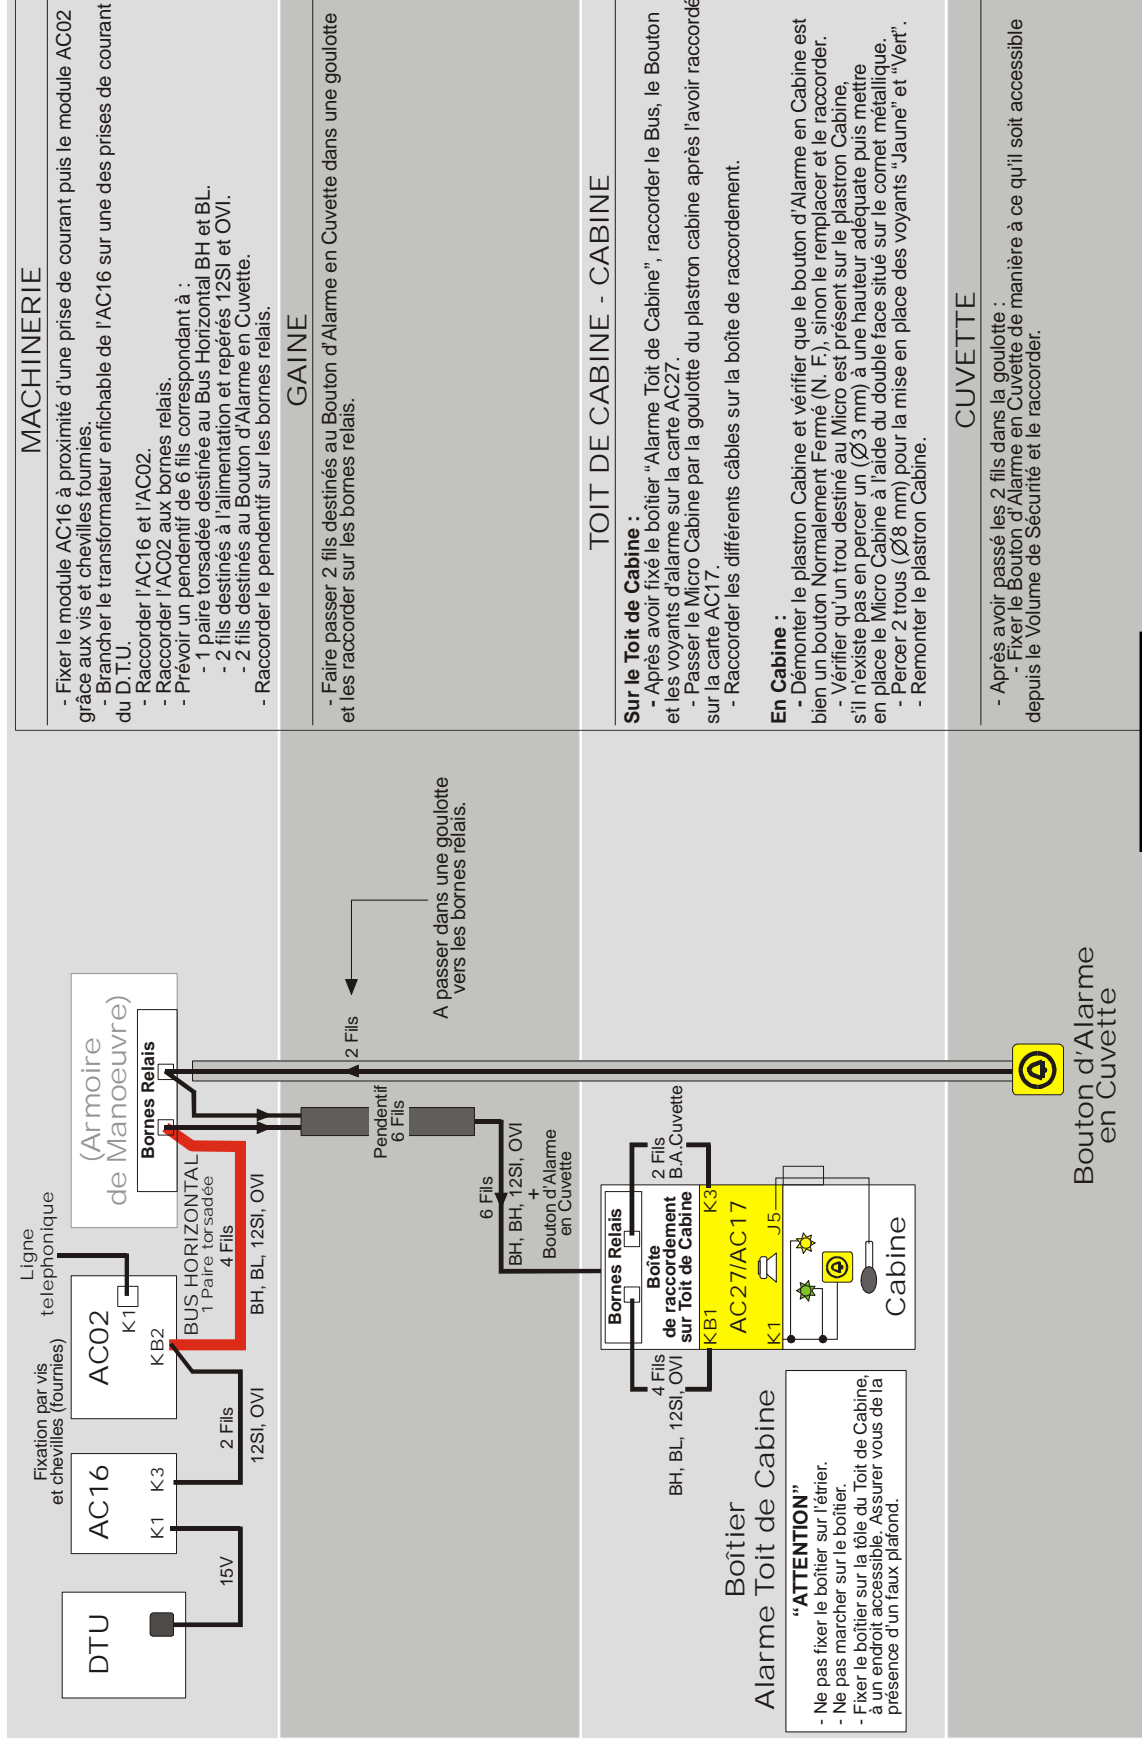 MACHINERIE
- Fixer le module AC16 à proximité d'une prise de courant puis le module AC02
grâce aux vis et chevilles fournies.
- Brancher le transformateur enfichable de l'AC16 sur une des prises de courant
du D.T.U.
- Raccorder l'AC16 et l'AC02.
- Raccorder l'AC02 aux bornes relais.
- Prévoir un pendentif de 6 fils correspondant à :
- 1 paire torsadée destinée au Bus Horizontal BH et BL.
- 2 fils destinés à l'alimentation et repérés 12SI et OVI.
- 2 fils destinés au Bouton d'Alarme en Cuvette.
- Raccorder le pendentif sur les bornes relais.
GAINE
- Faire passer 2 fils destinés au Bouton d'Alarme en Cuvette dans une goulotte
et les raccorder sur les bornes relais.
TOIT DE CABINE - CABINE
Sur le Toit de Cabine :
- Après avoir fixé le boîtier “Alarme Toit de Cabine”, raccorder le Bus, le Bouton
et les voyants d'alarme sur la carte AC27.
- Passer le Micro Cabine par la goulotte du plastron cabine après l'avoir raccordé
sur la carte AC17.
- Raccorder les différents câbles sur la boîte de raccordement.
En Cabine :
- Démonter le plastron Cabine et vérifier que le bouton d'Alarme en Cabine est
bien un bouton Normalement Fermé (N. F.), sinon le remplacer et le raccorder.
- Vérifier qu'un trou destiné au Micro est présent sur le plastron Cabine,
s'il n'existe pas en percer un (Ø3 mm) à une hauteur adéquate puis mettre
en place le Micro Cabine à l'aide du double face situé sur le cornet métallique.
- Percer 2 trous (Ø8 mm) pour la mise en place des voyants “Jaune” et “Vert”.
- Remonter le plastron Cabine.
CUVETTE
- Après avoir passé les 2 fils dans la goulotte :
- Fixer le Bouton d'Alarme en Cuvette de manière à ce qu'il soit accessible
depuis le Volume de Sécurité et le raccorder.
DTU
15V
Fixation par vis
et chevilles (fournies)
AC16
K1
K3
2 Fils
12SI, OVI
Ligne
telephonique
AC02
K1
KB2
BUS HORIZONTAL
1 Paire torsadée
4 Fils
BH, BL, 12SI, OVI
(Armoire
de Manoeuvre)
Bornes Relais
Pendentif
6 Fils
2 Fils
A passer dans une goulotte
vers les bornes relais.
6 Fils
BH, BH, 12SI, OVI
+
Bouton d'Alarme
en Cuvette
Bornes Relais
Boîte
de raccordement
sur Toit de Cabine
4 Fils
BH, BL, 12SI, OVI
2 Fils
B.A.Cuvette
KB1
K3
AC27/AC17
K1
J5
Cabine
Boîtier
Alarme Toit de Cabine
“ATTENTION”
- Ne pas fixer le boîtier sur l'étrier.
- Ne pas marcher sur le boîtier.
- Fixer le boîtier sur la tôle du Toit de Cabine,
à un endroit accessible. Assurer vous de la
présence d'un faux plafond.
Bouton d'Alarme
en Cuvette